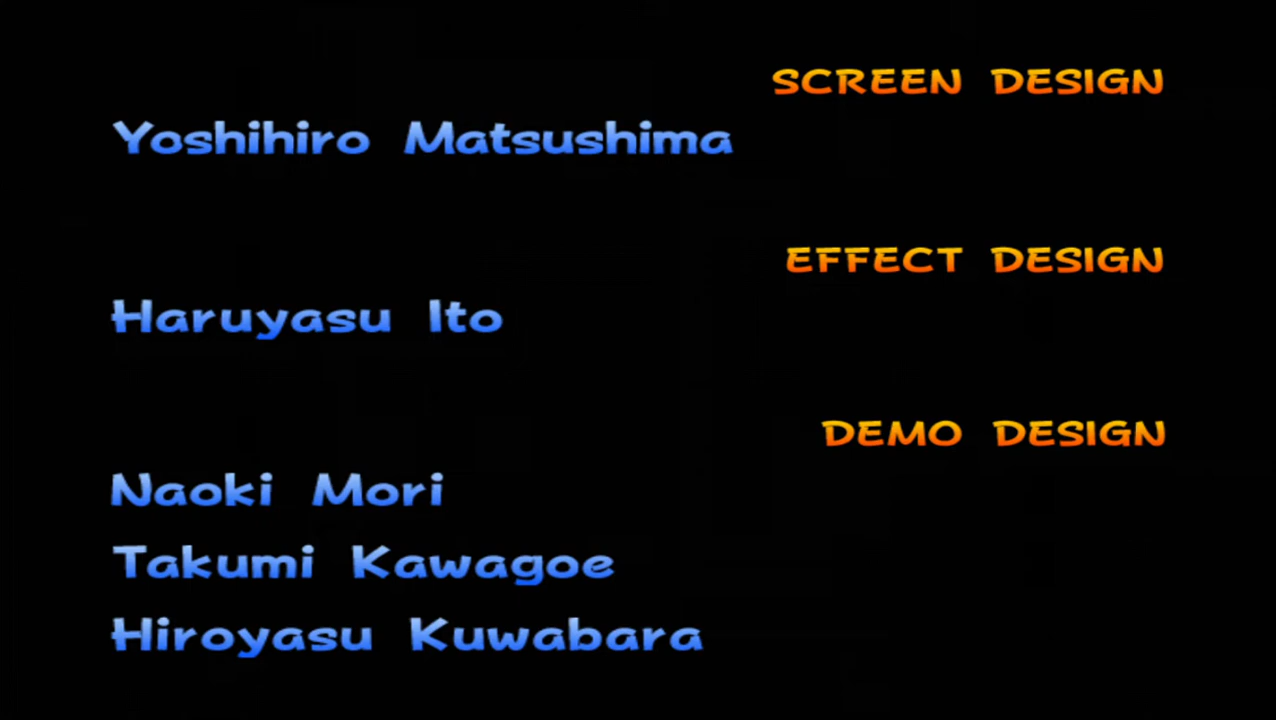 SCREEN DESIGN
Yoshihiro Matsushima
EFFECT DESIGN
Haruyasu Ito
DEMO DESIGN
Naoki Mori
Takumi Kawagoe
Hiroyasu Kuwabara